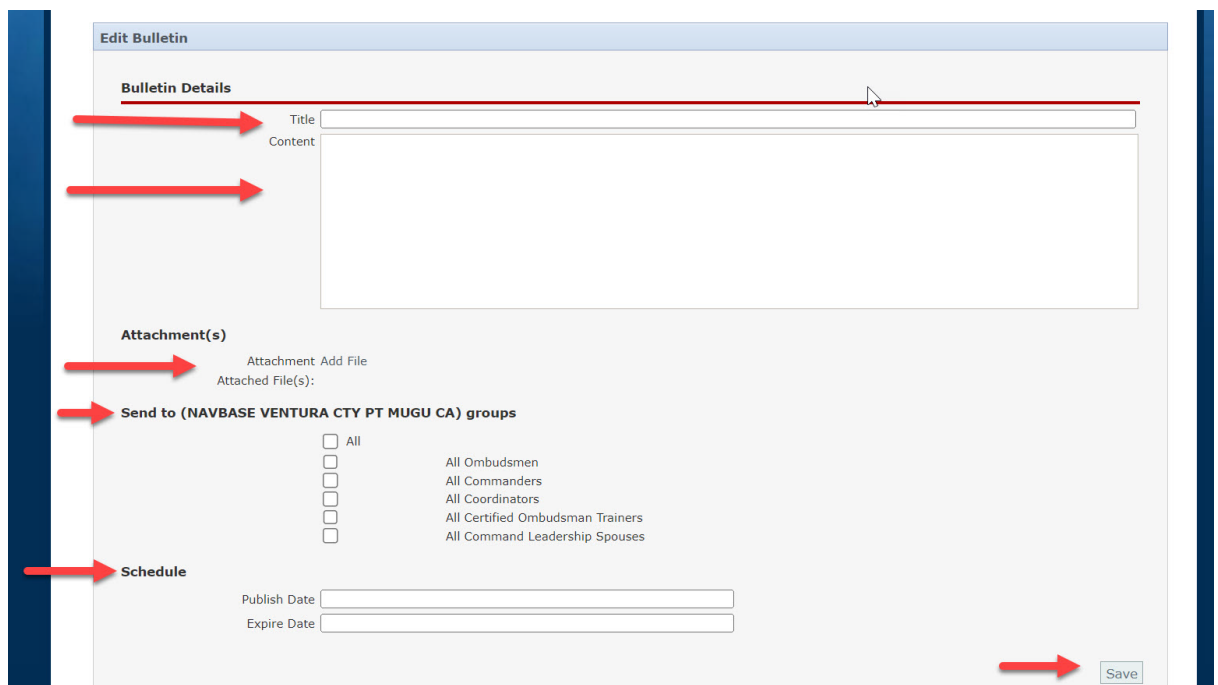 Edit Bulletin
Bulletin Details
Title
Content
Attachment(s)
Attachment Add File
Attached File(s):
Send to (NAVBASE VENTURA CTY PT MUGU CA) groups
All
All Ombudsmen
All Commanders
All Coordinators
All Certified Ombudsman Trainers
All Command Leadership Spouses
Schedule
Publish Date
Expire Date
Save